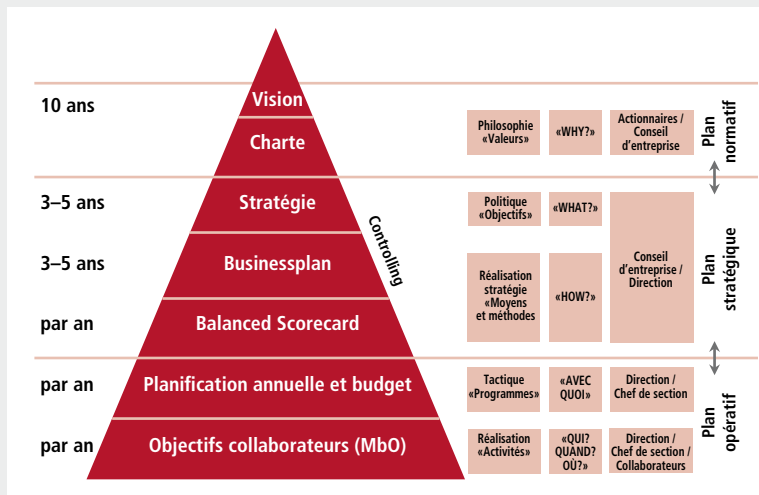 10 ans
Vision
Charte
Philosophie
«Valeurs»
«WHY?»
Actionnaires /
Conseil
d’entreprise
Plan
normatif
3–5 ans
Stratégie
Politique
«Objectifs»
«WHAT?»
3–5 ans
Businessplan
Controlling
Réalisation
stratégie
«Moyens
et méthodes
«HOW?»
Conseil
d’entreprise /
Direction
Plan
stratégique
par an
Balanced Scorecard
par an
Planification annuelle et budget
Tactique
«Programmes»
«AVEC
QUOI»
Direction /
Chef de section
Plan
opératif
par an
Objectifs collaborateurs (MbO)
Réalisation
«Activités»
«QUI?
QUAND?
OÙ?»
Direction /
Chef de section /
Collaborateurs